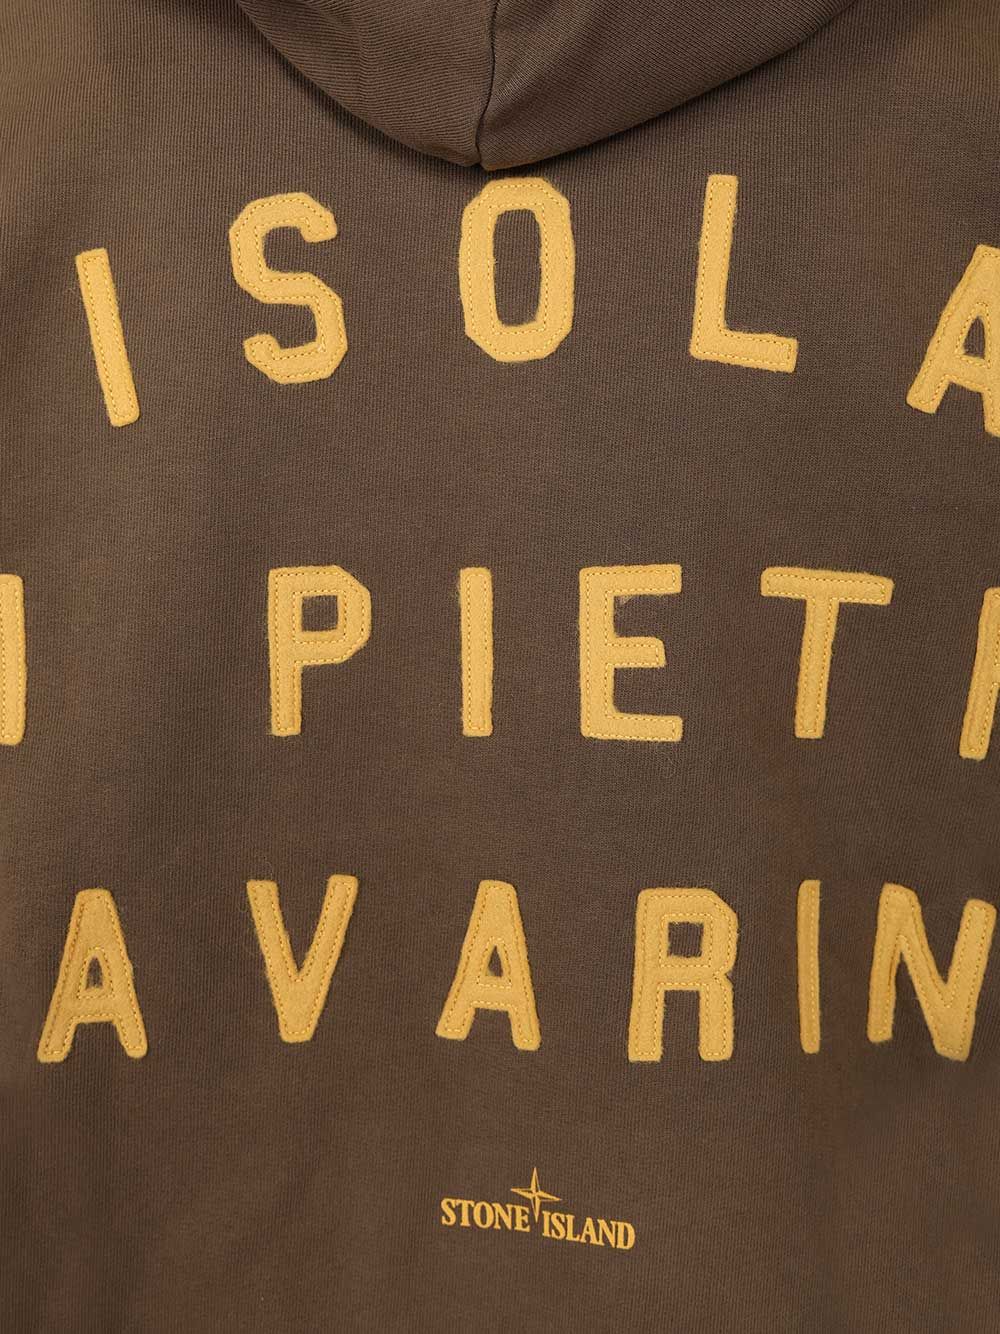 ISOLA
I PIET
AVARIN
STONE ISLAND